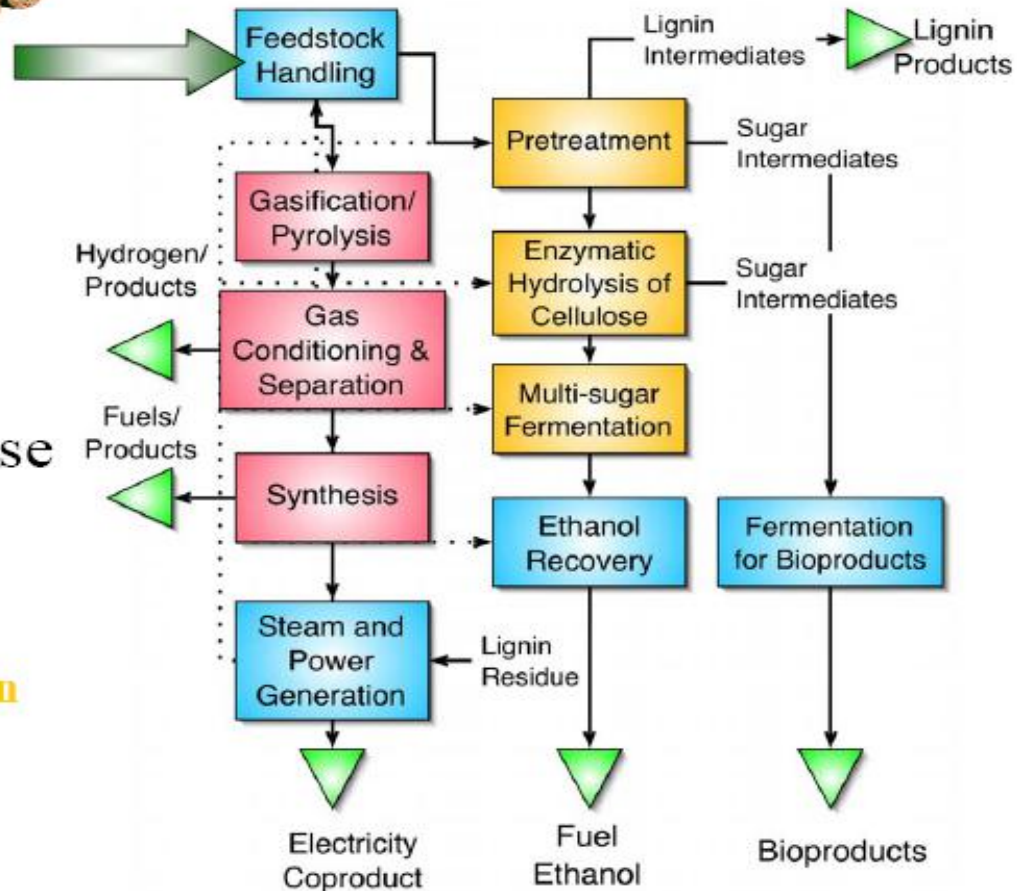 Feedstock
Handling
Lignin
Intermediates
Lignin
Products
Pretreatment
Sugar
Intermediates
Gasification/
Pyrolysis
Hydrogen/
Products
Enzymatic
Hydrolysis of
Cellulose
Sugar
Intermediates
Gas
Conditioning &
Separation
Multi-sugar
Fermentation
Fuels/
Products
se
Synthesis
Ethanol
Recovery
Fermentation
for Bioproducts
Steam and
Power
Generation
Lignin
Residue
n
Electricity
Coproduct
Fuel
Ethanol
Bioproducts